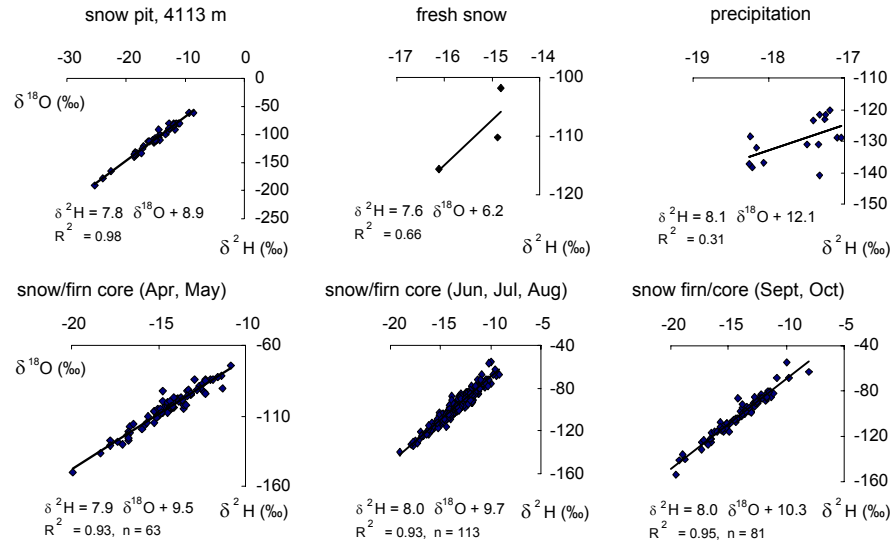 snow pit, 4113 m
-30 -20 -10 0
0
-50
-100
-150
-200
-250
δ¹⁸O (‰)
δ²H = 7.8 δ¹⁸O + 8.9
R² = 0.98
δ²H (‰)
fresh snow
-17 -16 -15 -14
-100
-110
-120
δ²H = 7.6 δ¹⁸O + 6.2
R² = 0.66
precipitation
-19 -18 -17
-110
-120
-130
-140
-150
δ²H = 8.1 δ¹⁸O + 12.1
R² = 0.31
δ²H (‰)
snow/firn core (Apr, May)
-20 -15 -10
-60
-110
-160
δ¹⁸O (‰)
δ²H = 7.9 δ¹⁸O + 9.5
R² = 0.93, n = 63
δ²H (‰)
snow/firn core (Jun, Jul, Aug)
-20 -15 -10 -5
-40
-80
-120
-160
δ²H = 8.0 δ¹⁸O + 9.7
R² = 0.93, n = 113
snow firn/core (Sept, Oct)
-20 -15 -10 -5
-40
-80
-120
-160
δ²H = 8.0 δ¹⁸O + 10.3
R² = 0.95, n = 81
δ²H (‰)